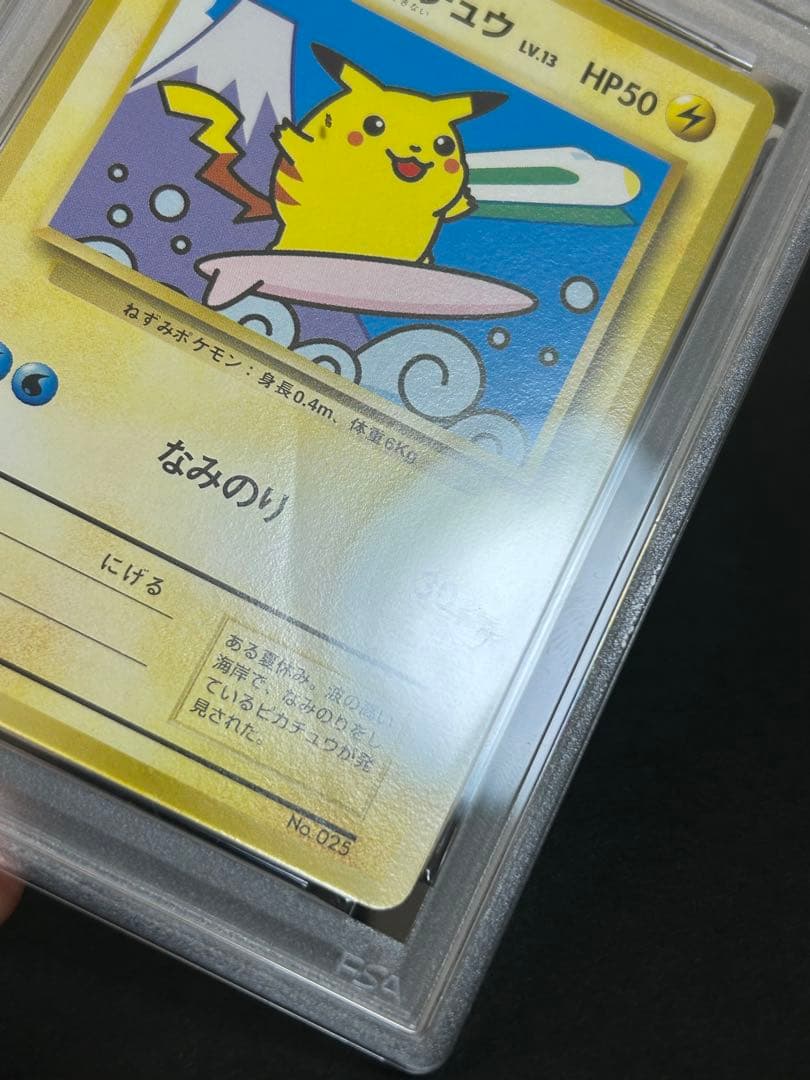 きない
チュウ LV.13 HP50
ねずみポケモン：身長0.4m、体重6Kg
なみのり
にげる
ある夏休み。波の高い
海岸で、なみのりをし
ているピカチュウが発
見された。
No.025
PSA